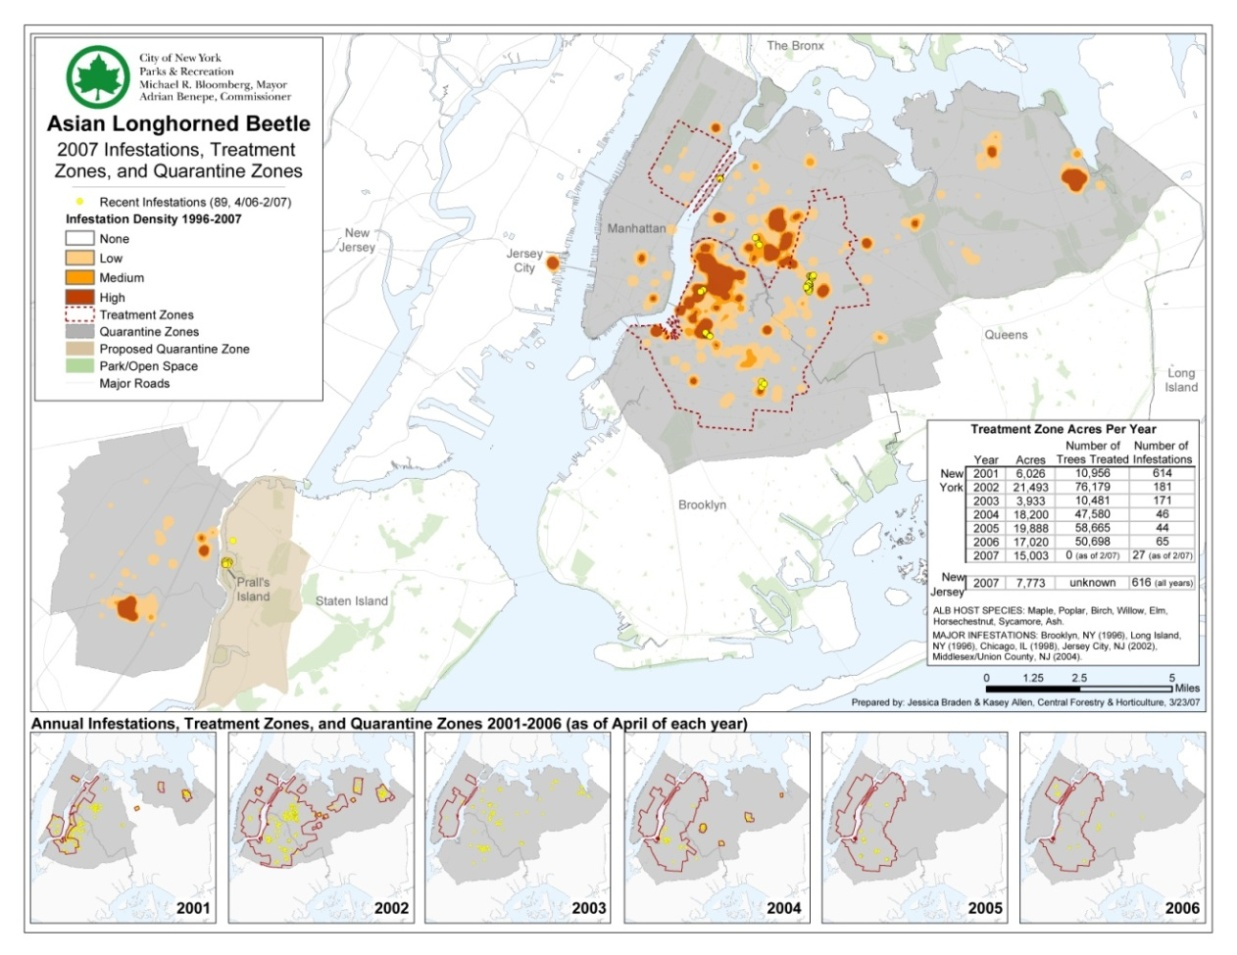 City of New York
Parks & Recreation
Michael R. Bloomberg, Mayor
Adrian Benepe, Commissioner
Asian Longhorned Beetle
2007 Infestations, Treatment
Zones, and Quarantine Zones
Recent Infestations (89, 4/06-2/07)
Infestation Density 1996-2007
None
Low
Medium
High
Treatment Zones
Quarantine Zones
Proposed Quarantine Zone
Park/Open Space
Major Roads
The Bronx
Manhattan
New
Jersey
Jersey
City
Queens
Long
Island
Brooklyn
Prall's
Island
Staten Island
Treatment Zone Acres Per Year
Number of Number of
Year Acres Trees Treated Infestations
New 2001 6,026 10,956 614
York 2002 21,493 76,179 181
2003 3,933 10,481 171
2004 18,200 47,580 46
2005 19,888 58,665 44
2006 17,020 50,698 65
2007 15,003 0 (as of 2/07) 27 (as of 2/07)
New
Jersey 2007 7,773 unknown 616 (all years)
ALB HOST SPECIES: Maple, Poplar, Birch, Willow, Elm,
Horsechestnut, Sycamore, Ash.
MAJOR INFESTATIONS: Brooklyn, NY (1996), Long Island,
NY (1996), Chicago, IL (1998), Jersey City, NJ (2002),
Middlesex/Union County, NJ (2004).
0 1.25 2.5 5
Miles
Prepared by: Jessica Braden & Kasey Allen, Central Forestry & Horticulture, 3/23/07
Annual Infestations, Treatment Zones, and Quarantine Zones 2001-2006 (as of April of each year)
2001
2002
2003
2004
2005
2006